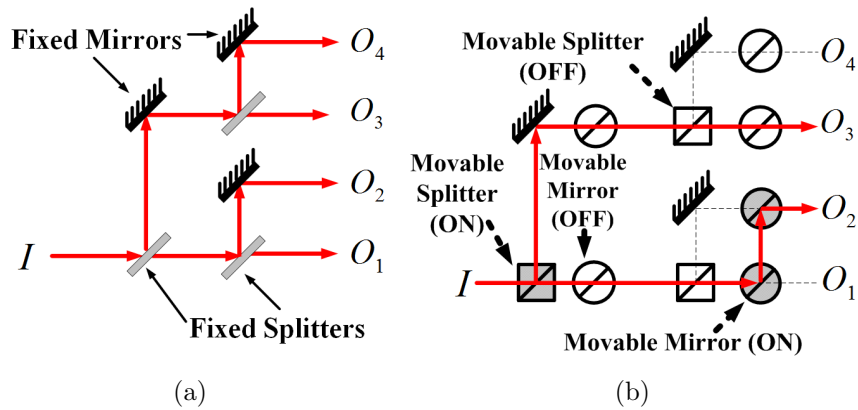 Fixed Mirrors
O4
O3
O2
I
O1
Fixed Splitters
(a)
Movable Splitter
(OFF)
O4
O3
Movable
Splitter
(ON)
Movable
Mirror
(OFF)
O2
I
O1
Movable Mirror (ON)
(b)